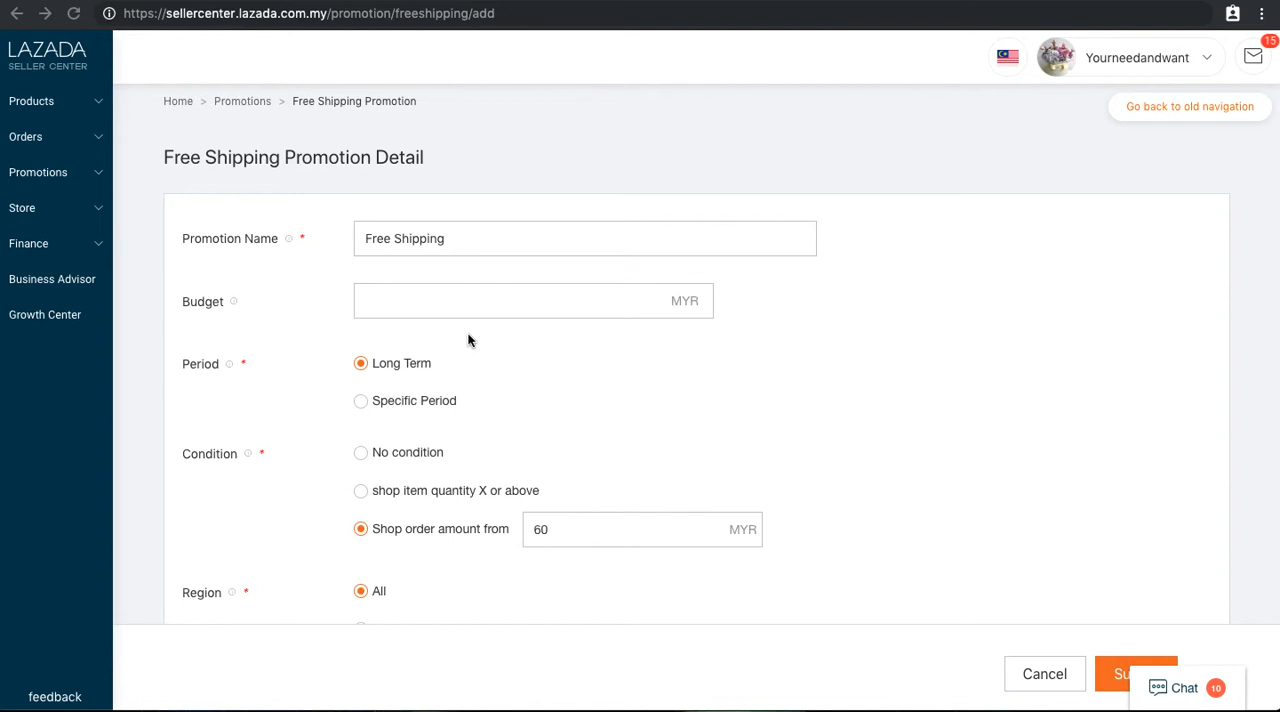 https://sellercenter.lazada.com.my/promotion/freeshipping/add
LAZADA
SELLER CENTER
Yourneedandwant
15
Products
Orders
Promotions
Store
Finance
Business Advisor
Growth Center
feedback
Home > Promotions > Free Shipping Promotion
Go back to old navigation
Free Shipping Promotion Detail
Promotion Name * Free Shipping
Budget MYR
Period * Long Term
Specific Period
Condition * No condition
shop item quantity X or above
Shop order amount from 60 MYR
Region * All
Cancel
Chat 10